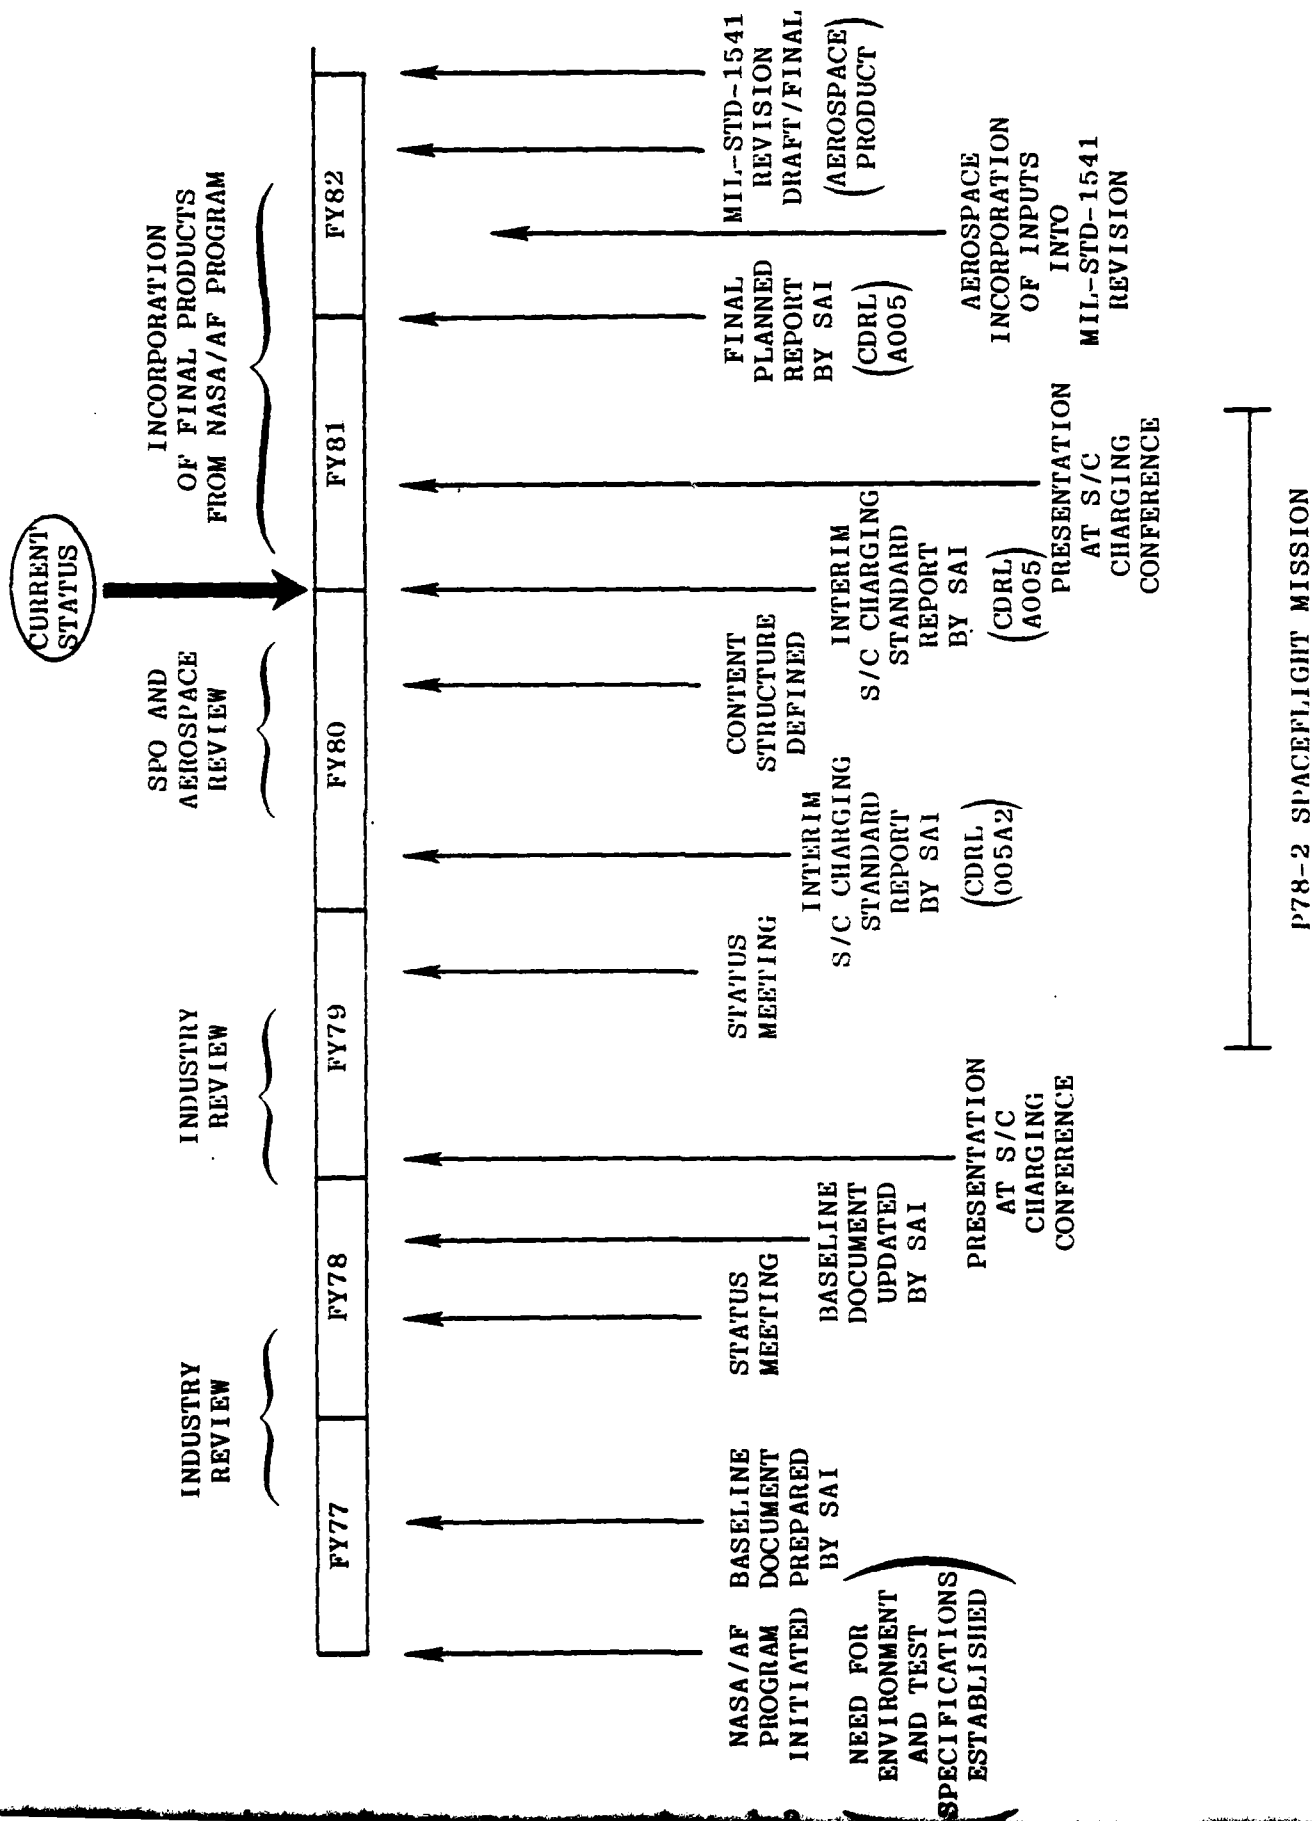 CURRENT
STATUS
INDUSTRY
REVIEW
INDUSTRY
REVIEW
SPO AND
AEROSPACE
REVIEW
INCORPORATION
OF FINAL PRODUCTS
FROM NASA/AF PROGRAM
FY77
FY78
FY79
FY80
FY81
FY82
NASA/AF
PROGRAM
INITIATED
(NEED FOR
ENVIRONMENT
AND TEST
SPECIFICATIONS
ESTABLISHED)
BASELINE
DOCUMENT
PREPARED
BY SAI
STATUS
MEETING
BASELINE
DOCUMENT
UPDATED
BY SAI
PRESENTATION
AT S/C
CHARGING
CONFERENCE
STATUS
MEETING
INTERIM
S/C CHARGING
STANDARD
REPORT
BY SAI
(CDRL
005A2)
CONTENT
STRUCTURE
DEFINED
INTERIM
S/C CHARGING
STANDARD
REPORT
BY SAI
(CDRL
A005)
PRESENTATION
AT S/C
CHARGING
CONFERENCE
FINAL
PLANNED
REPORT
BY SAI
(CDRL
A005)
AEROSPACE
INCORPORATION
OF INPUTS
INTO
MIL-STD-1541
REVISION
MIL-STD-1541
REVISION
DRAFT/FINAL
(AEROSPACE
PRODUCT)
P78-2 SPACEFLIGHT MISSION